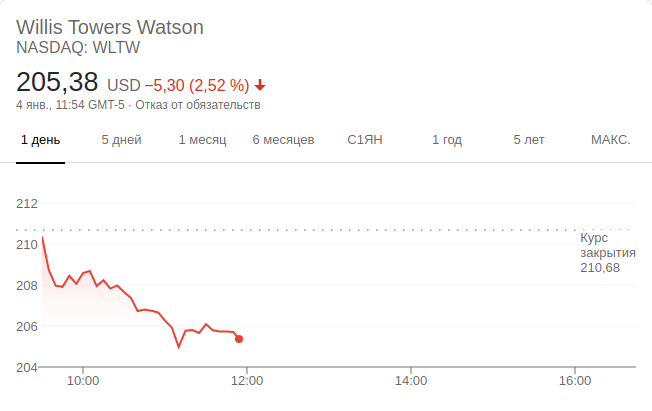 Willis Towers Watson
NASDAQ: WLTW
205,38 USD −5,30 (2,52 %)
4 янв., 11:54 GMT-5 · Отказ от обязательств
1 день 5 дней 1 месяц 6 месяцев С1ЯН 1 год 5 лет МАКС.
212
210
208
206
204
Курс
закрытия
210,68
10:00 12:00 14:00 16:00